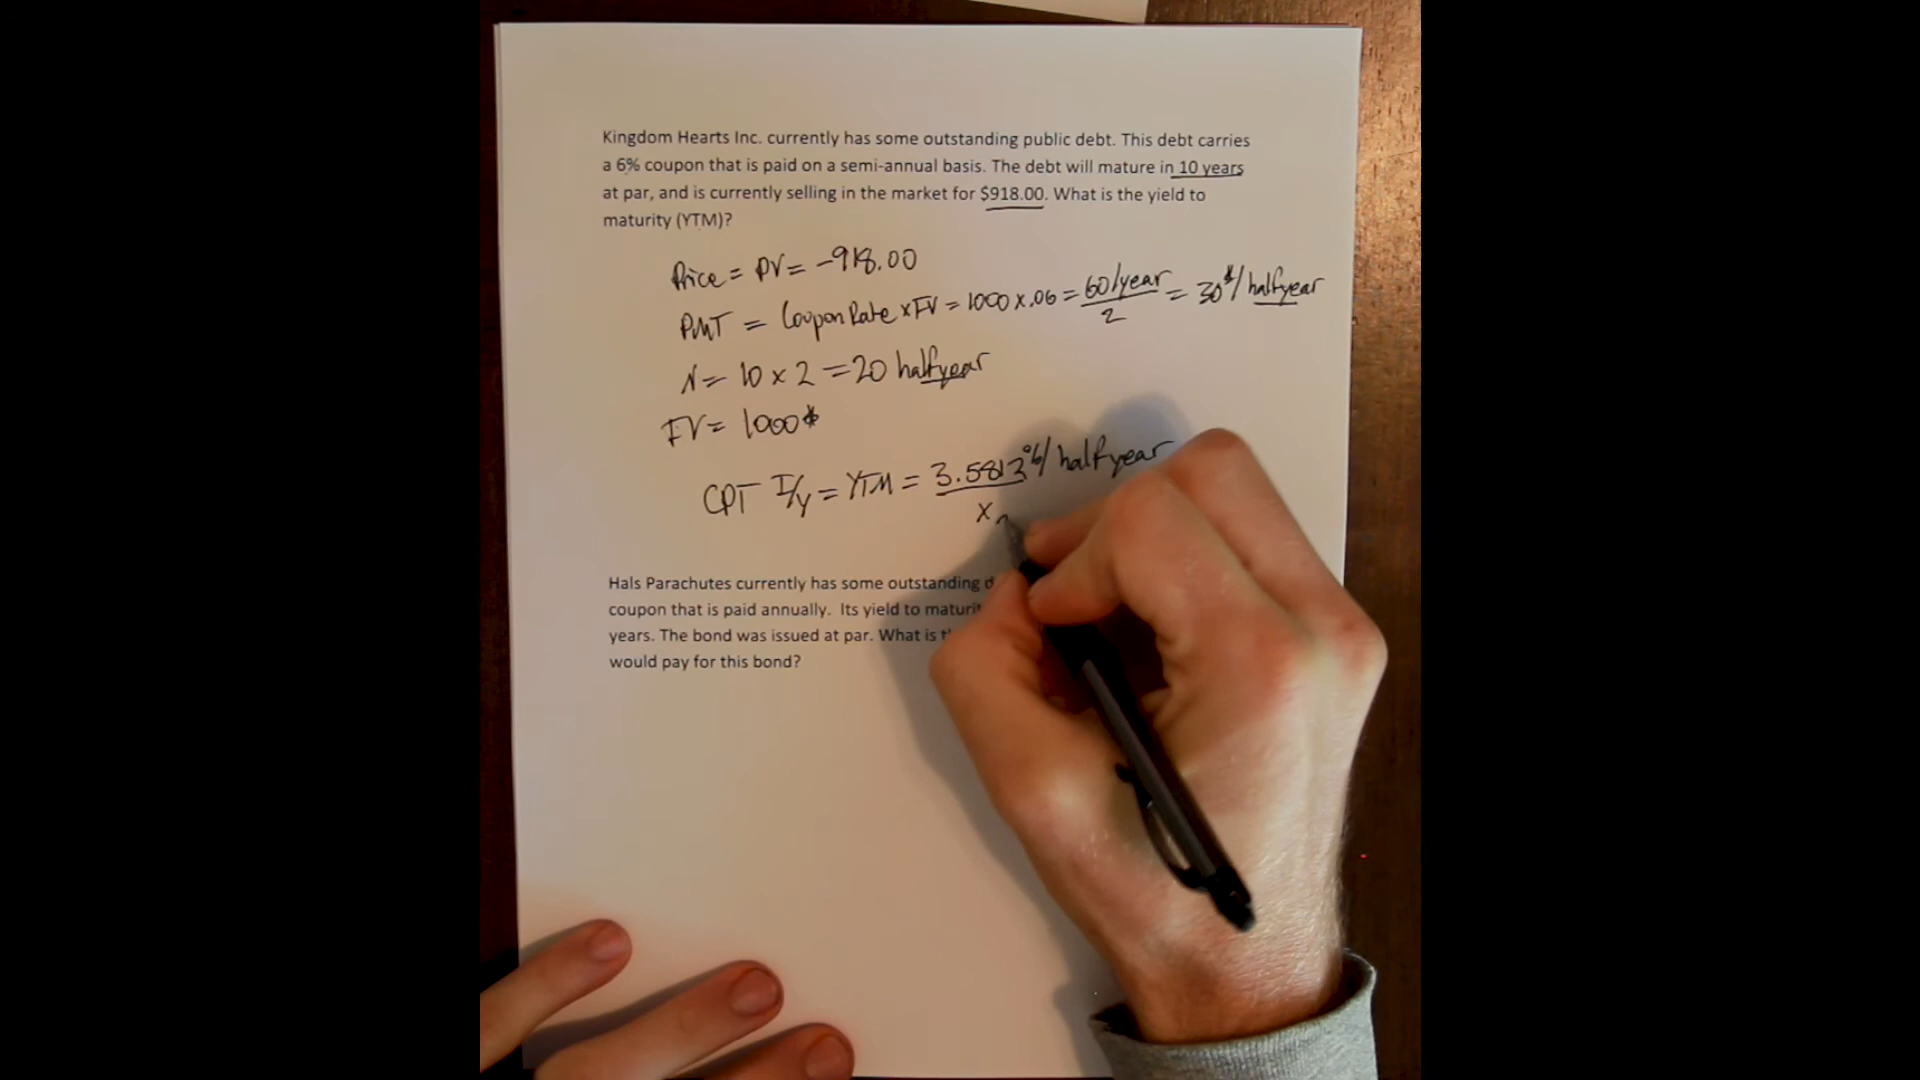 Kingdom Hearts Inc. currently has some outstanding public debt. This debt carries
a 6% coupon that is paid on a semi-annual basis. The debt will mature in 10 years
at par, and is currently selling in the market for $918.00. What is the yield to
maturity (YTM)?
Price = PV = -918.00
PMT = Coupon Rate x FV = 1000 x .06 = 60/year / 2 = 30$/halfyear
N = 10 x 2 = 20 halfyear
FV = 1000$
CPT I/y = YTM = 3.5813%/halfyear
x
Hals Parachutes currently has some outstanding
coupon that is paid annually. Its yield to
years. The bond was issued at par. What is
would pay for this bond?